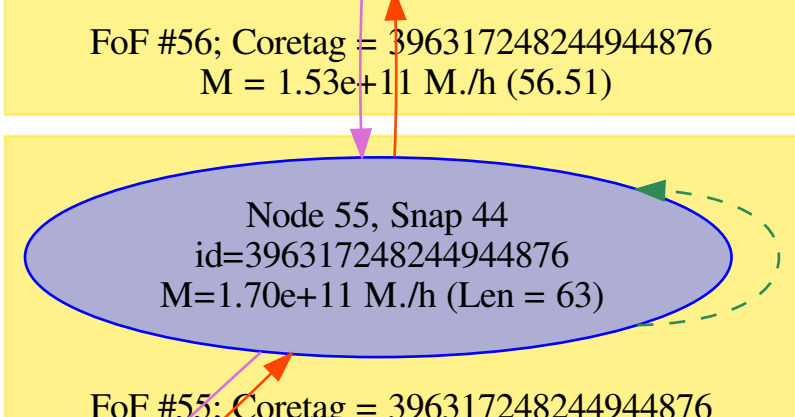 FoF #56; Coretag = 396317248244944876
M = 1.53e+11 M./h (56.51)
Node 55, Snap 44
id=396317248244944876
M=1.70e+11 M./h (Len = 63)
FoF #55; Coretag = 396317248244944876